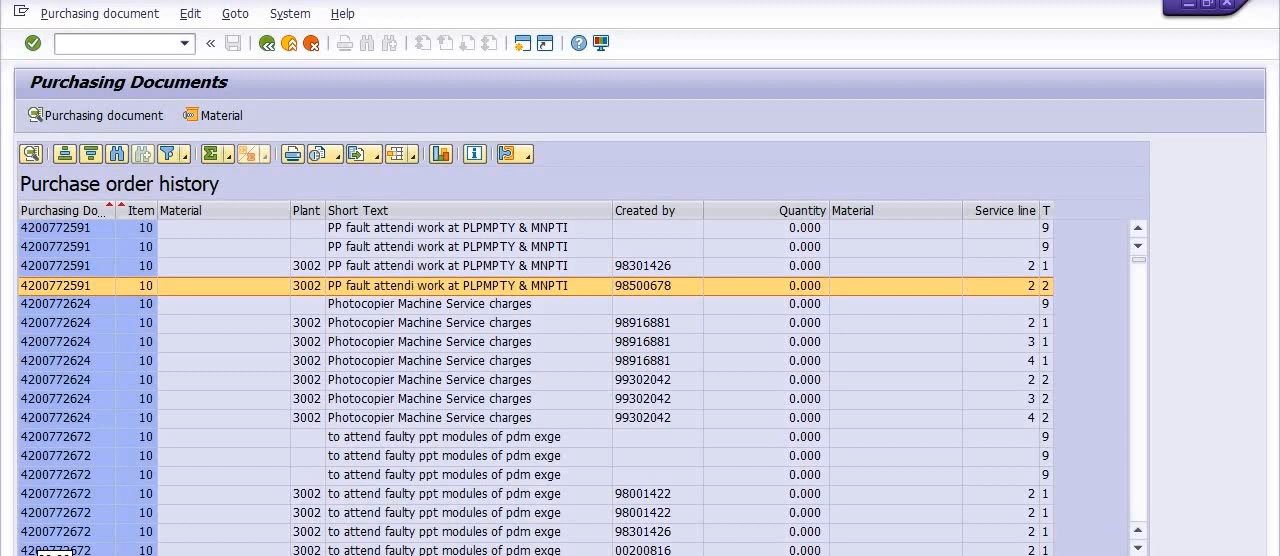 Purchasing document Edit Goto System Help
Purchasing Documents
Purchasing document Material
Purchase order history
Purchasing Do... Item Material Plant Short Text Created by Quantity Material Service line T
4200772591 10 PP fault attendi work at PLPMPTY & MNPTI 0.000 9
4200772591 10 PP fault attendi work at PLPMPTY & MNPTI 0.000 9
4200772591 10 3002 PP fault attendi work at PLPMPTY & MNPTI 98301426 0.000 2 1
4200772591 10 3002 PP fault attendi work at PLPMPTY & MNPTI 98500678 0.000 2 2
4200772624 10 Photocopier Machine Service charges 0.000 9
4200772624 10 3002 Photocopier Machine Service charges 98916881 0.000 2 1
4200772624 10 3002 Photocopier Machine Service charges 98916881 0.000 3 1
4200772624 10 3002 Photocopier Machine Service charges 98916881 0.000 4 1
4200772624 10 3002 Photocopier Machine Service charges 99302042 0.000 2 2
4200772624 10 3002 Photocopier Machine Service charges 99302042 0.000 3 2
4200772624 10 3002 Photocopier Machine Service charges 99302042 0.000 4 2
4200772672 10 to attend faulty ppt modules of pdm exge 0.000 9
4200772672 10 to attend faulty ppt modules of pdm exge 0.000 9
4200772672 10 to attend faulty ppt modules of pdm exge 0.000 9
4200772672 10 3002 to attend faulty ppt modules of pdm exge 98001422 0.000 2 1
4200772672 10 3002 to attend faulty ppt modules of pdm exge 98001422 0.000 2 1
4200772672 10 3002 to attend faulty ppt modules of pdm exge 98301426 0.000 2 1
10 3002 to attend faulty ppt modules of pdm exge 00200816 0.000 2 1